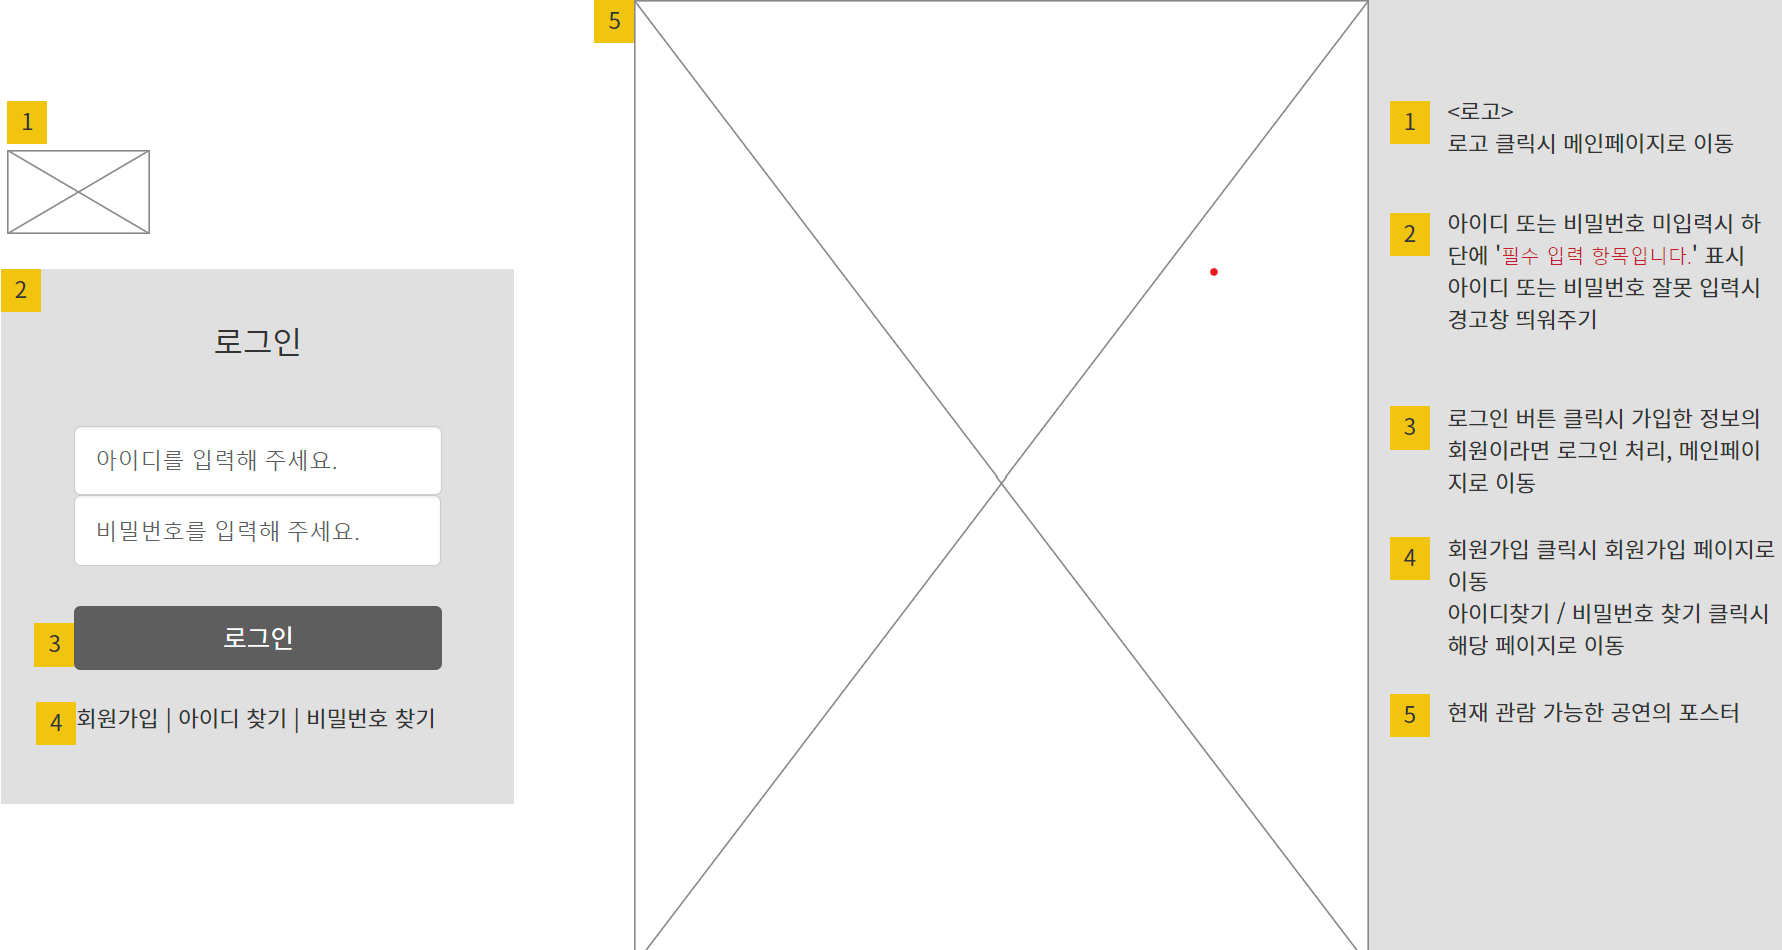 1
2
로그인
아이디를 입력해 주세요.
비밀번호를 입력해 주세요.
3
로그인
4
회원가입 | 아이디 찾기 | 비밀번호 찾기
5
1
<로고>
로고 클릭시 메인페이지로 이동
2
아이디 또는 비밀번호 미입력시 하
단에 '필수 입력 항목입니다.' 표시
아이디 또는 비밀번호 잘못 입력시
경고창 띄워주기
3
로그인 버튼 클릭시 가입한 정보의
회원이라면 로그인 처리, 메인페이
지로 이동
4
회원가입 클릭시 회원가입 페이지로
이동
아이디찾기 / 비밀번호 찾기 클릭시
해당 페이지로 이동
5
현재 관람 가능한 공연의 포스터